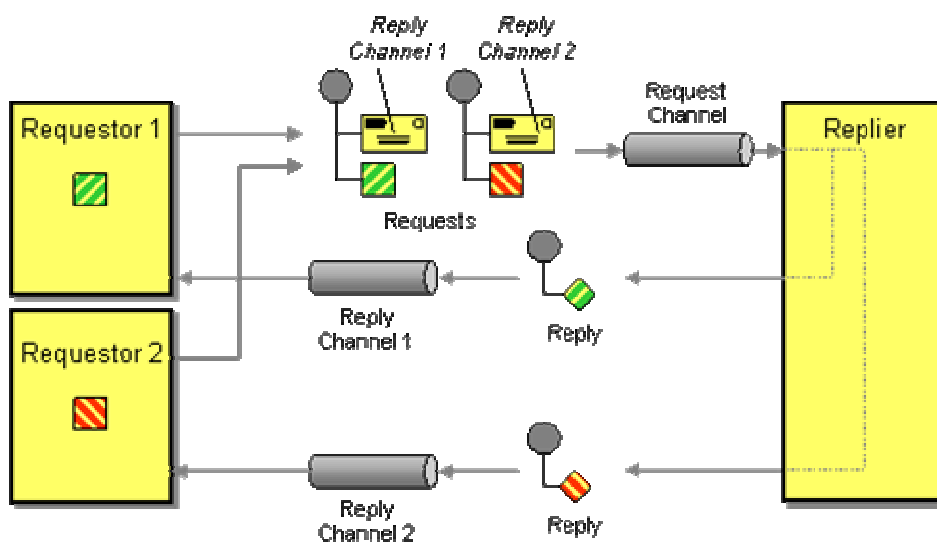 Reply
Channel 1
Reply
Channel 2
Requestor 1
Request
Channel
Replier
Requests
Reply
Channel 1
Reply
Requestor 2
Reply
Channel 2
Reply